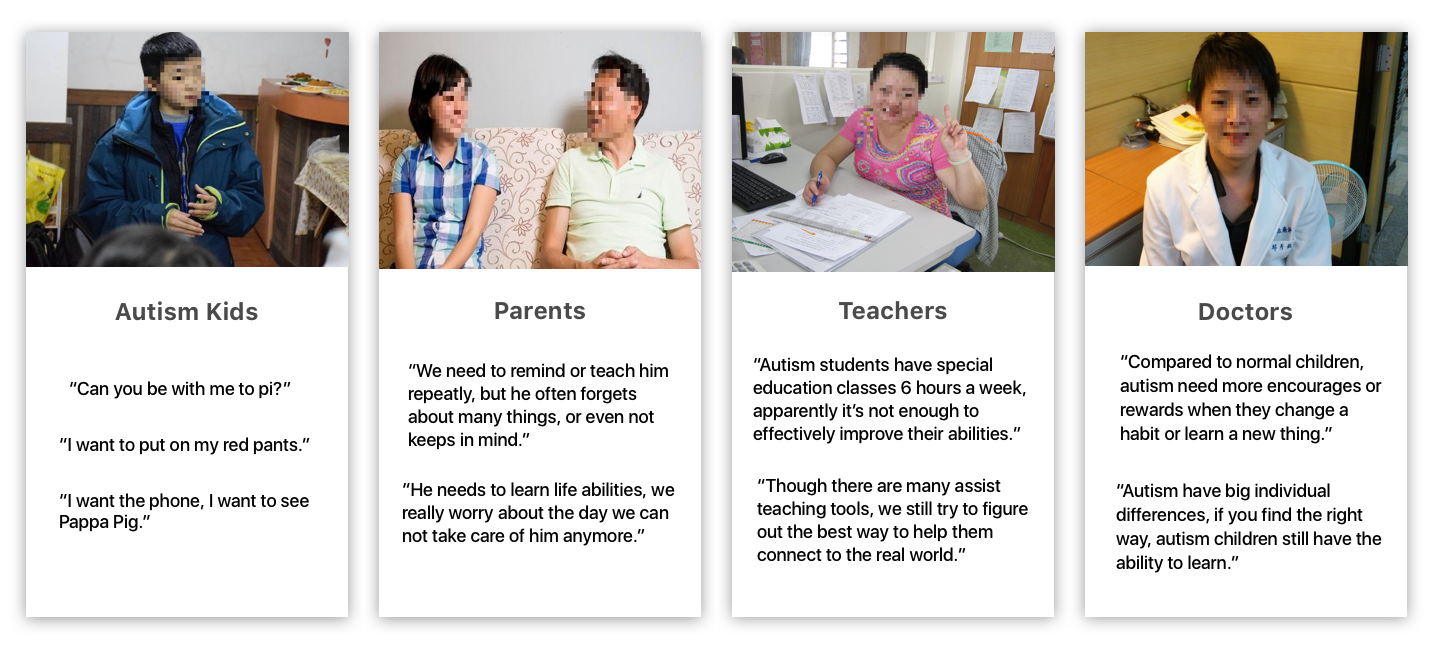 Autism Kids
“Can you be with me to pi?”
“I want to put on my red pants.”
“I want the phone, I want to see
Pappa Pig.”
Parents
“We need to remind or teach him
repeatly, but he often forgets
about many things, or even not
keeps in mind.”
“He needs to learn life abilities, we
really worry about the day we can
not take care of him anymore.”
Teachers
“Autism students have special
education classes 6 hours a week,
apparently it’s not enough to
effectively improve their abilities.”
“Though there are many assist
teaching tools, we still try to figure
out the best way to help them
connect to the real world.”
Doctors
“Compared to normal children,
autism need more encourages or
rewards when they change a
habit or learn a new thing.”
“Autism have big individual
differences, if you find the right
way, autism children still have the
ability to learn.”